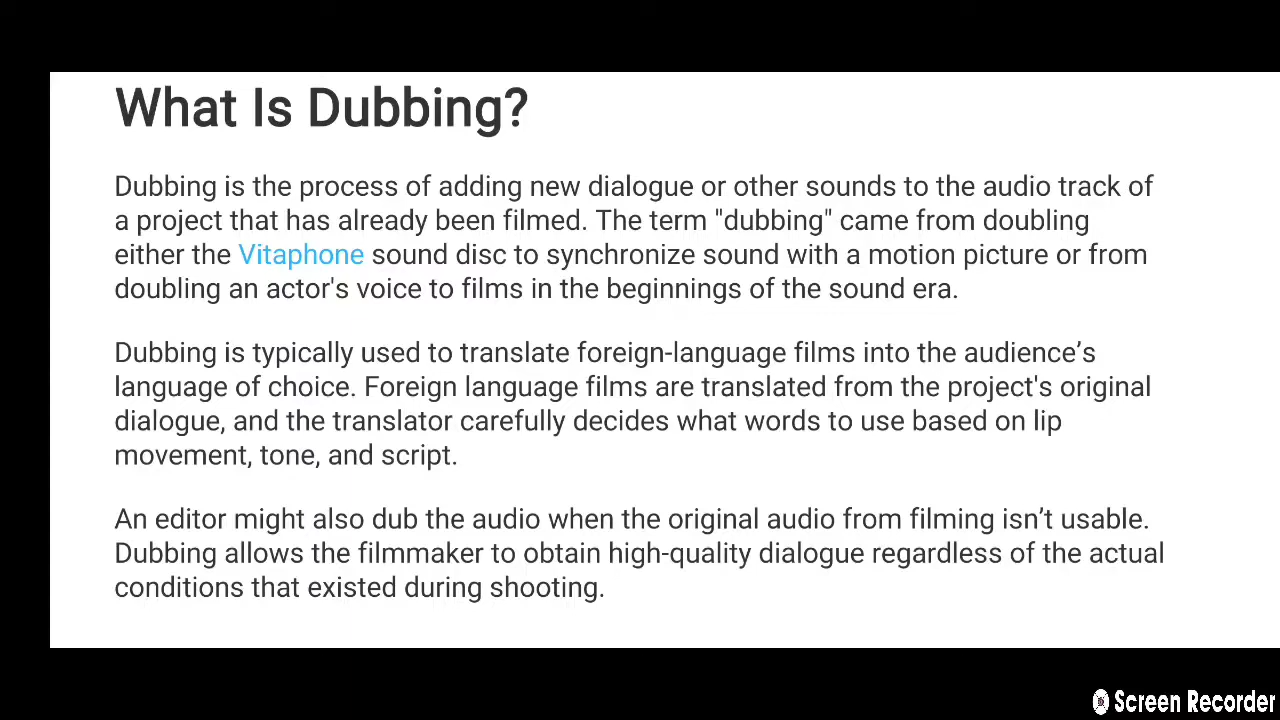 What Is Dubbing?
Dubbing is the process of adding new dialogue or other sounds to the audio track of
a project that has already been filmed. The term "dubbing" came from doubling
either the Vitaphone sound disc to synchronize sound with a motion picture or from
doubling an actor's voice to films in the beginnings of the sound era.
Dubbing is typically used to translate foreign-language films into the audience’s
language of choice. Foreign language films are translated from the project's original
dialogue, and the translator carefully decides what words to use based on lip
movement, tone, and script.
An editor might also dub the audio when the original audio from filming isn’t usable.
Dubbing allows the filmmaker to obtain high-quality dialogue regardless of the actual
conditions that existed during shooting.
Screen Recorder